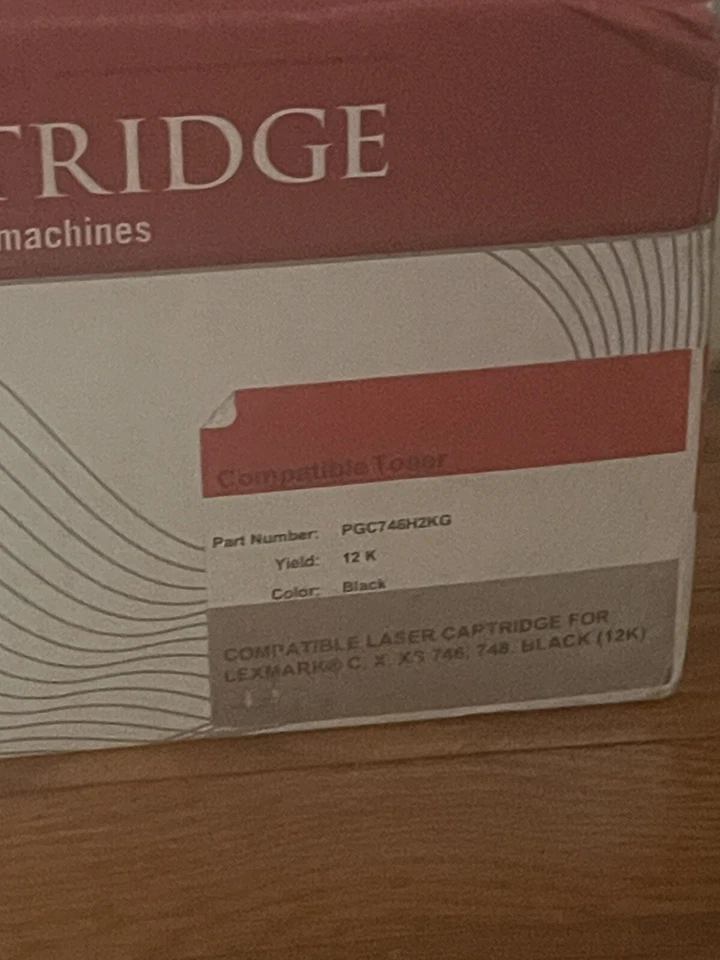 TRIDGE
machines
Compatible Toner
Part Number: PGC746H2KG
Yield: 12 K
Color: Black
COMPATIBLE LASER CARTRIDGE FOR
LEXMARK® C, X, XS 746, 748, BLACK (12K)